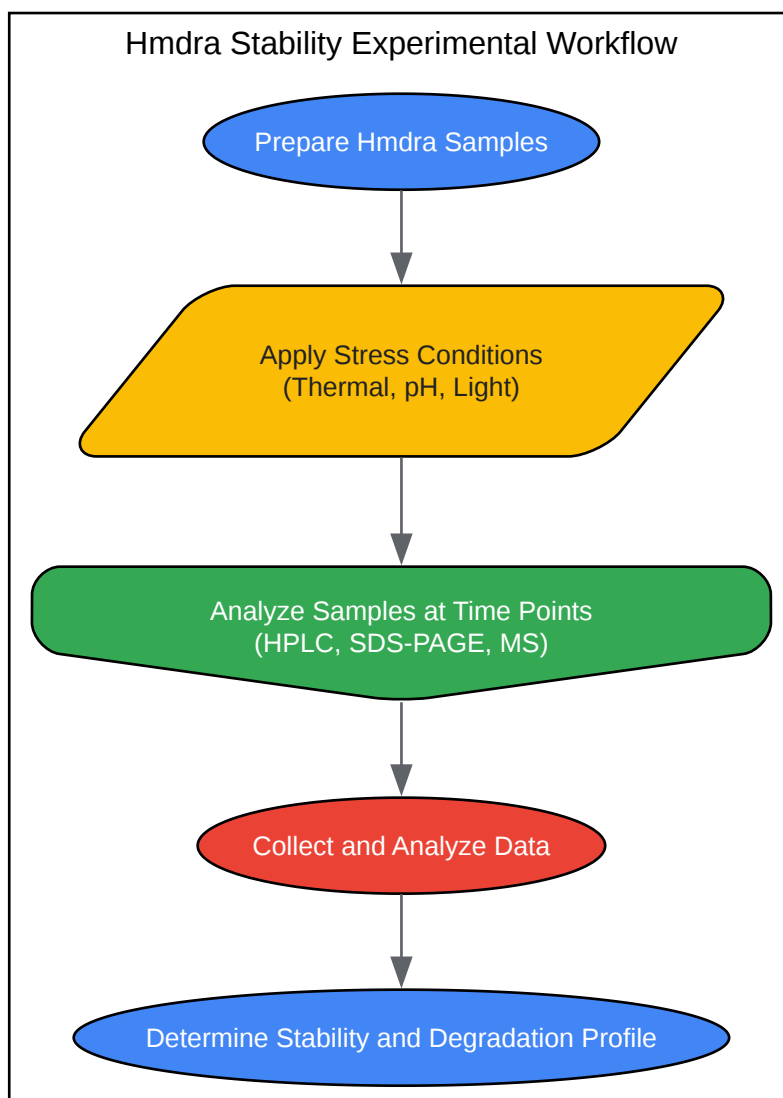 Hmdra Stability Experimental Workflow
Prepare Hmdra Samples
Apply Stress Conditions
(Thermal, pH, Light)
Analyze Samples at Time Points
(HPLC, SDS-PAGE, MS)
Collect and Analyze Data
Determine Stability and Degradation Profile